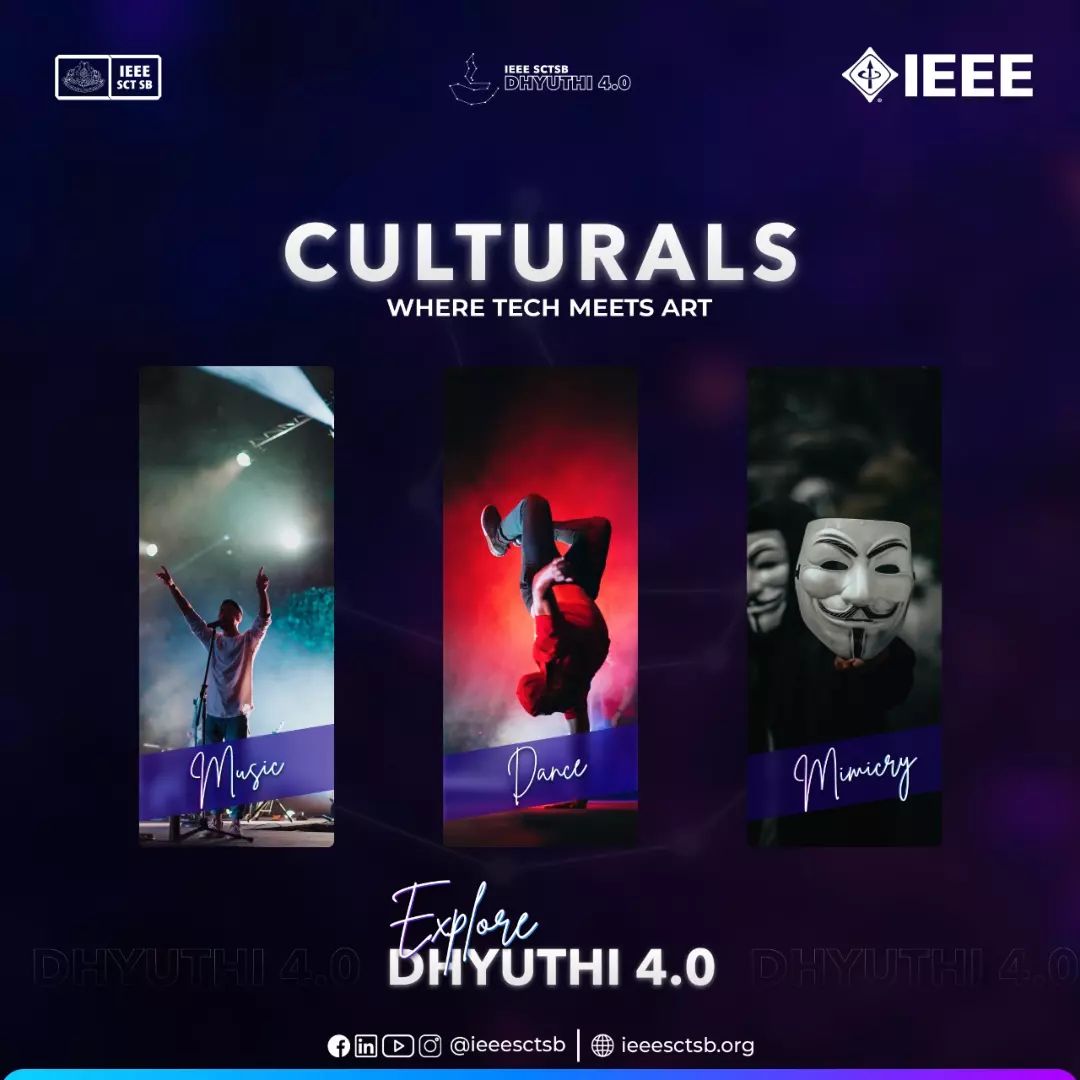 IEEE
SCT SB
IEEE SCTSB
DHYUTHI 4.0
IEEE
CULTURALS
WHERE TECH MEETS ART
Music
Dance
Mimicry
Explore
DHYUTHI 4.0
DHYUTHI 4.0
DHYUTHI 4.0
@ieeesctsb | ieeesctsb.org